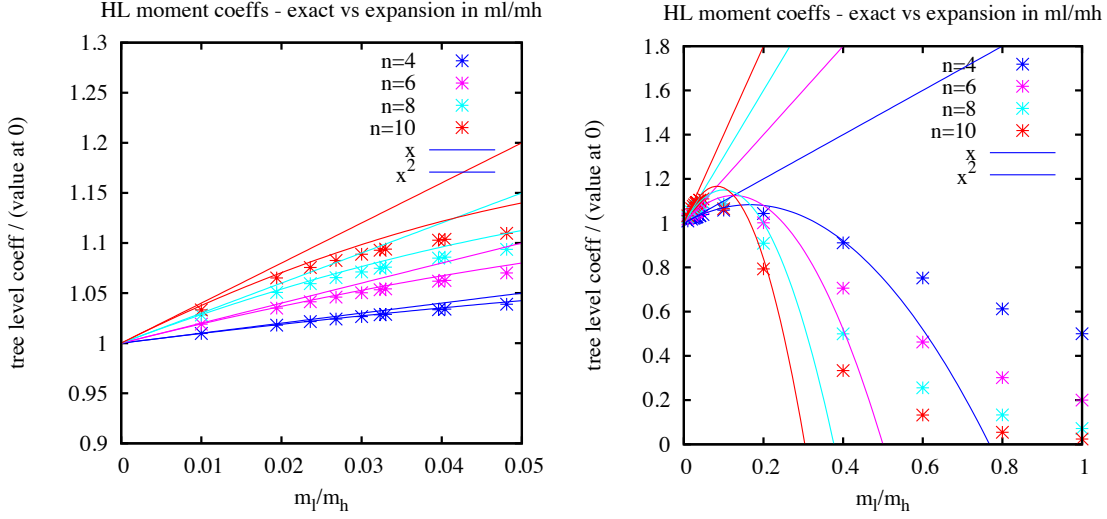 HL moment coeffs - exact vs expansion in ml/mh
tree level coeff / (value at 0)
1.3
1.25
1.2
1.15
1.1
1.05
1
0.95
0.9
n=4
n=6
n=8
n=10
x
x²
0
0.01
0.02
0.03
0.04
0.05
mₗ/mₕ
HL moment coeffs - exact vs expansion in ml/mh
tree level coeff / (value at 0)
1.8
1.6
1.4
1.2
1
0.8
0.6
0.4
0.2
0
n=4
n=6
n=8
n=10
x
x²
0
0.2
0.4
0.6
0.8
1
mₗ/mₕ